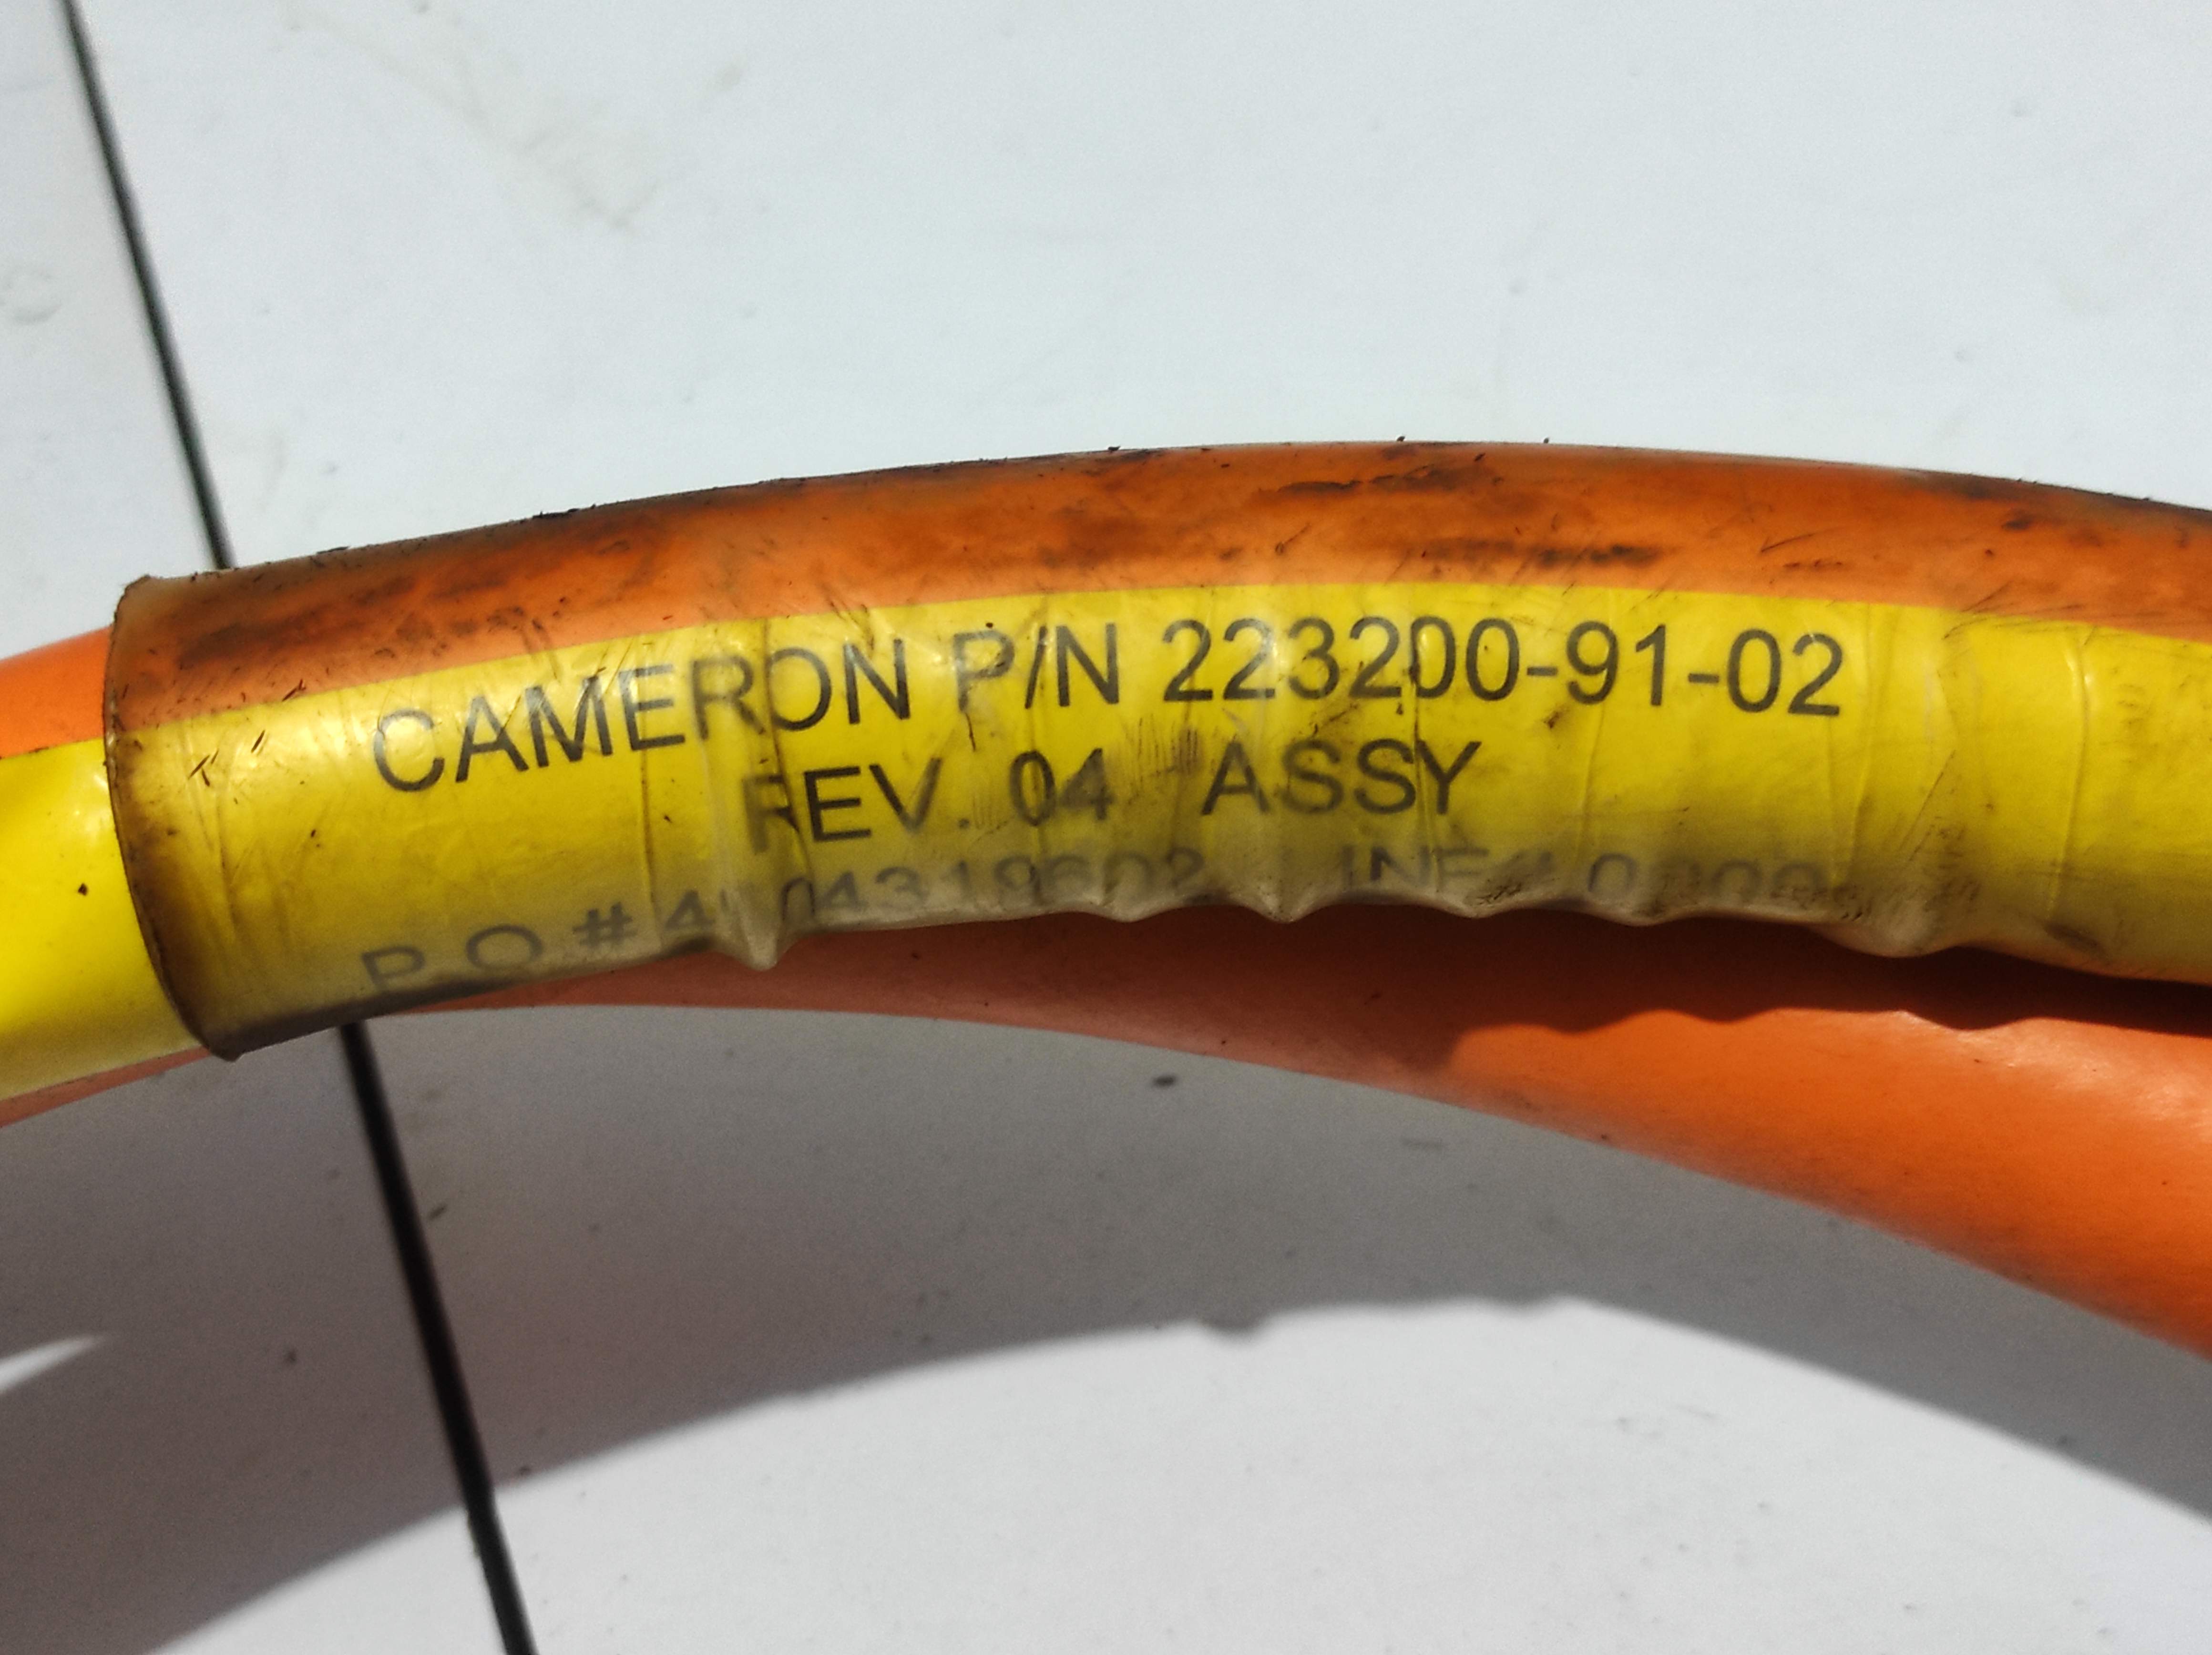 CAMERON P/N 223200-91-02
REV. 04 ASSY
P.O #